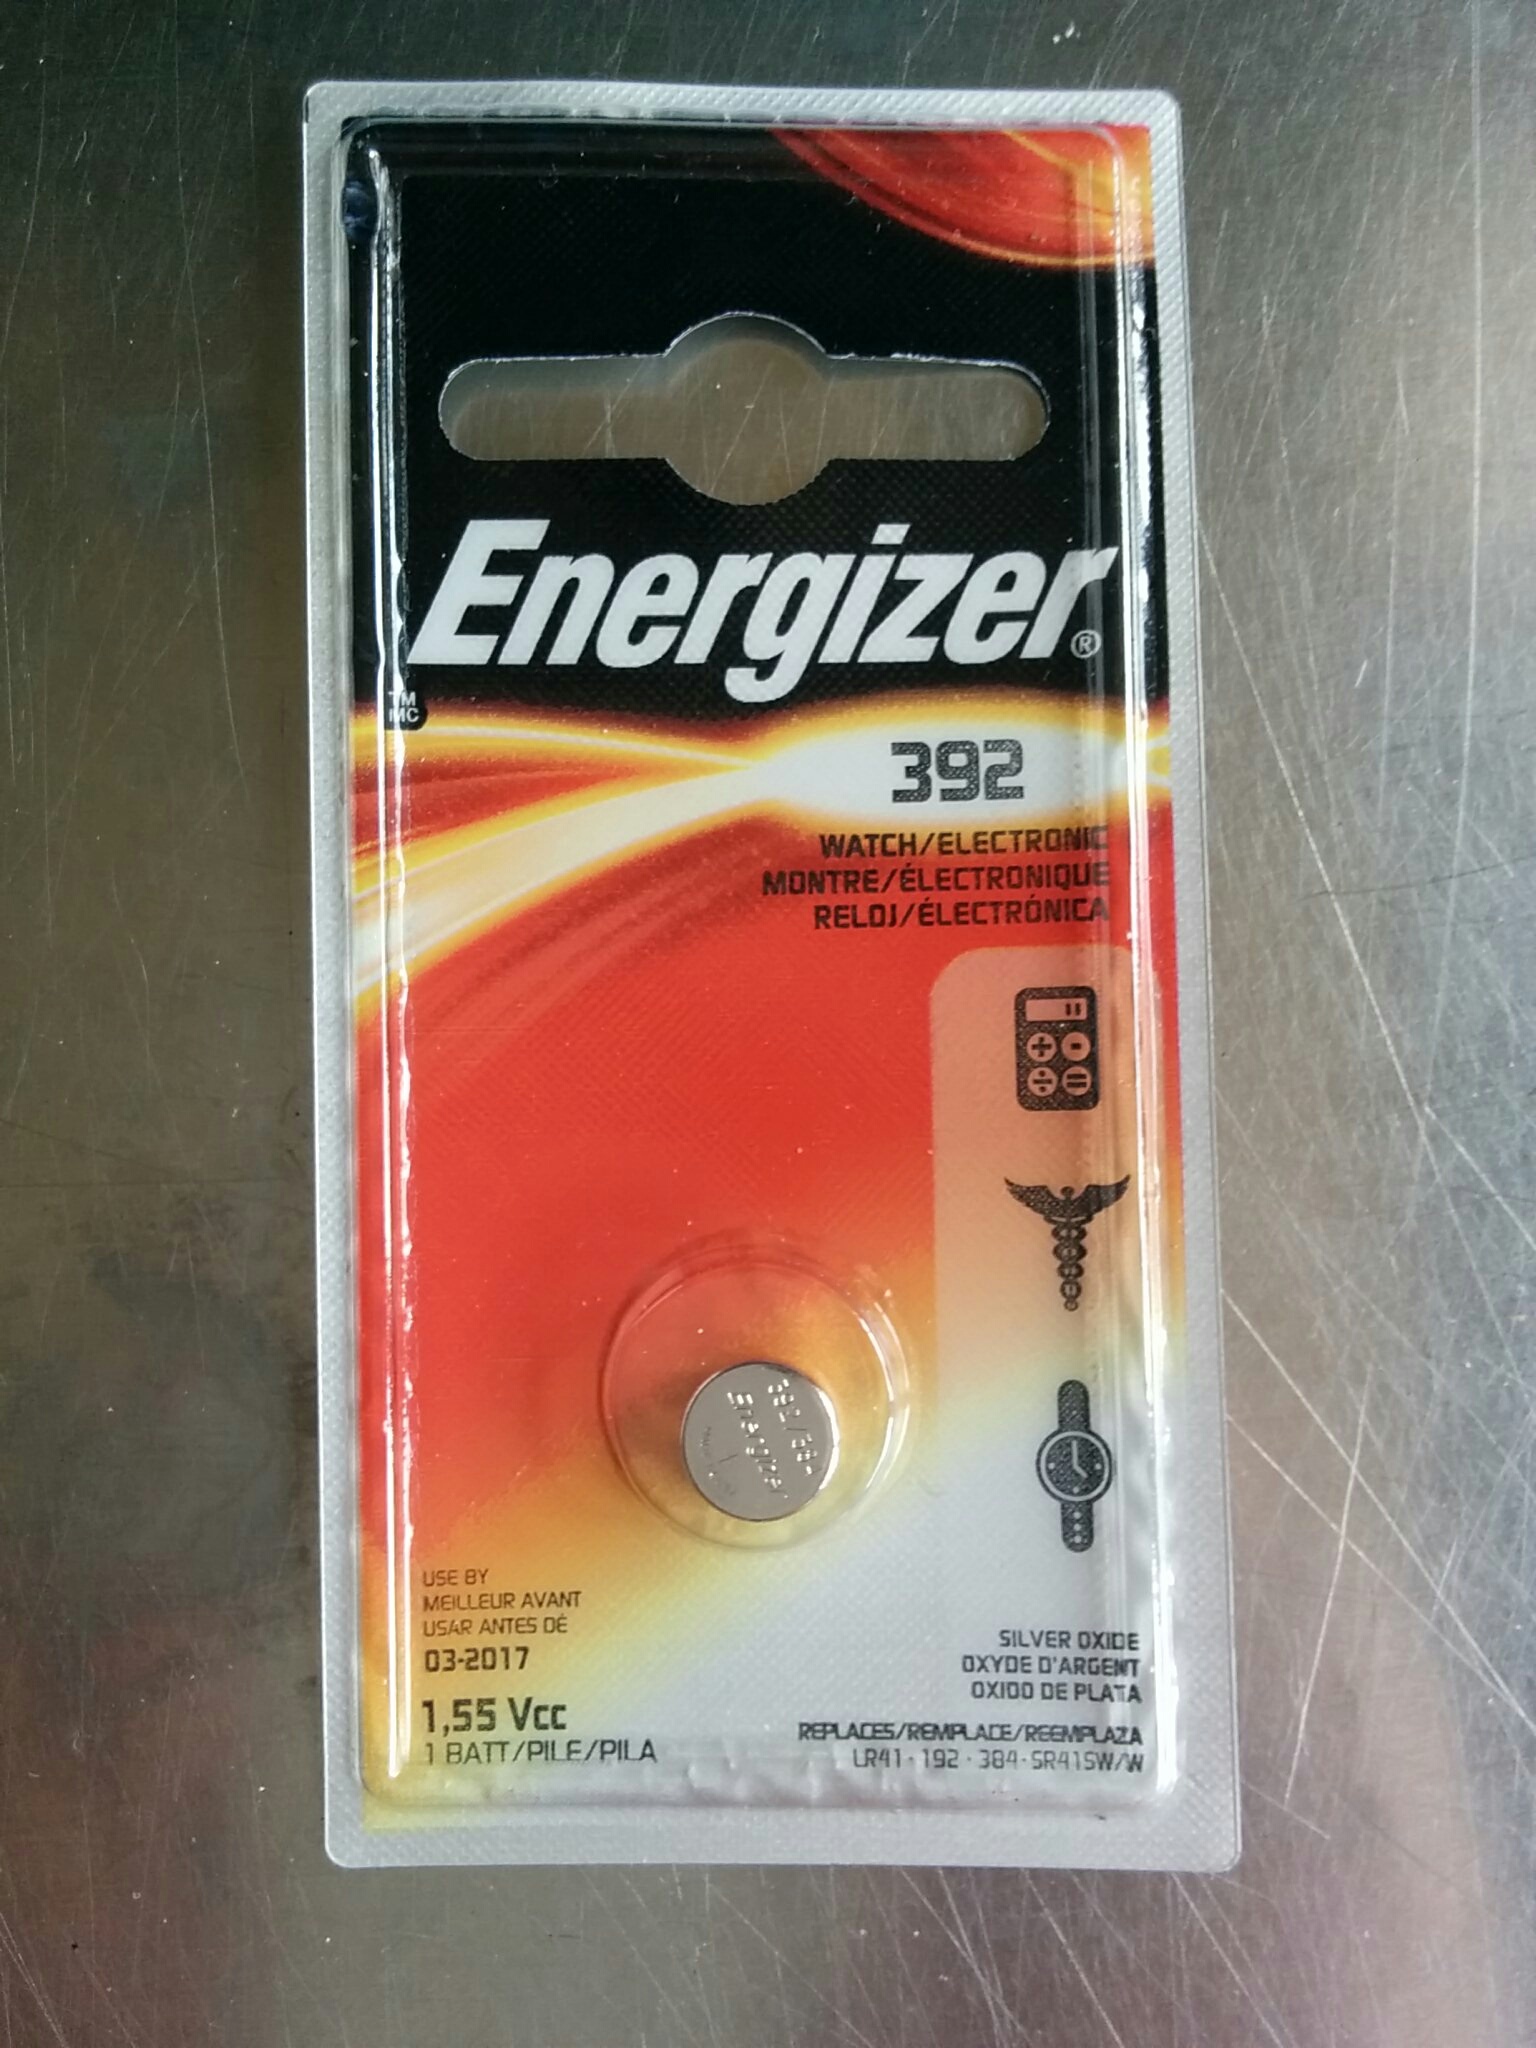 Energizer®
TM
MC
392
WATCH/ELECTRONIC
MONTRE/ÉLECTRONIQUE
RELOJ/ÉLECTRÓNICA
392/384
Energizer
USE BY
MEILLEUR AVANT
USAR ANTES DÉ
03-2017
1,55 Vcc
1 BATT/PILE/PILA
SILVER OXIDE
OXYDE D'ARGENT
OXIDO DE PLATA
REPLACES/REMPLACE/REEMPLAZA
LR41 · 192 · 384 · SR41SW/W